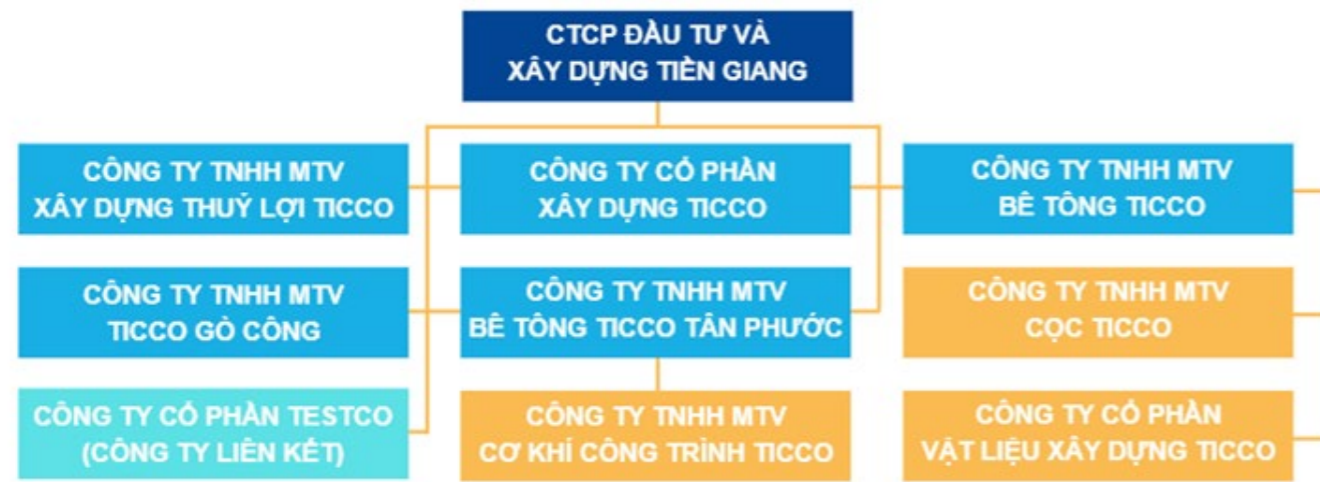 CTCP ĐẦU TƯ VÀ
XÂY DỰNG TIỀN GIANG
CÔNG TY TNHH MTV
XÂY DỰNG THUỶ LỢI TICCO
CÔNG TY CỔ PHẦN
XÂY DỰNG TICCO
CÔNG TY TNHH MTV
BÊ TÔNG TICCO
CÔNG TY TNHH MTV
TICCO GÒ CÔNG
CÔNG TY TNHH MTV
BÊ TÔNG TICCO TÂN PHƯỚC
CÔNG TY TNHH MTV
CỌC TICCO
CÔNG TY CỔ PHẦN TESTCO
(CÔNG TY LIÊN KẾT)
CÔNG TY TNHH MTV
CƠ KHÍ CÔNG TRÌNH TICCO
CÔNG TY CỔ PHẦN
VẬT LIỆU XÂY DỰNG TICCO